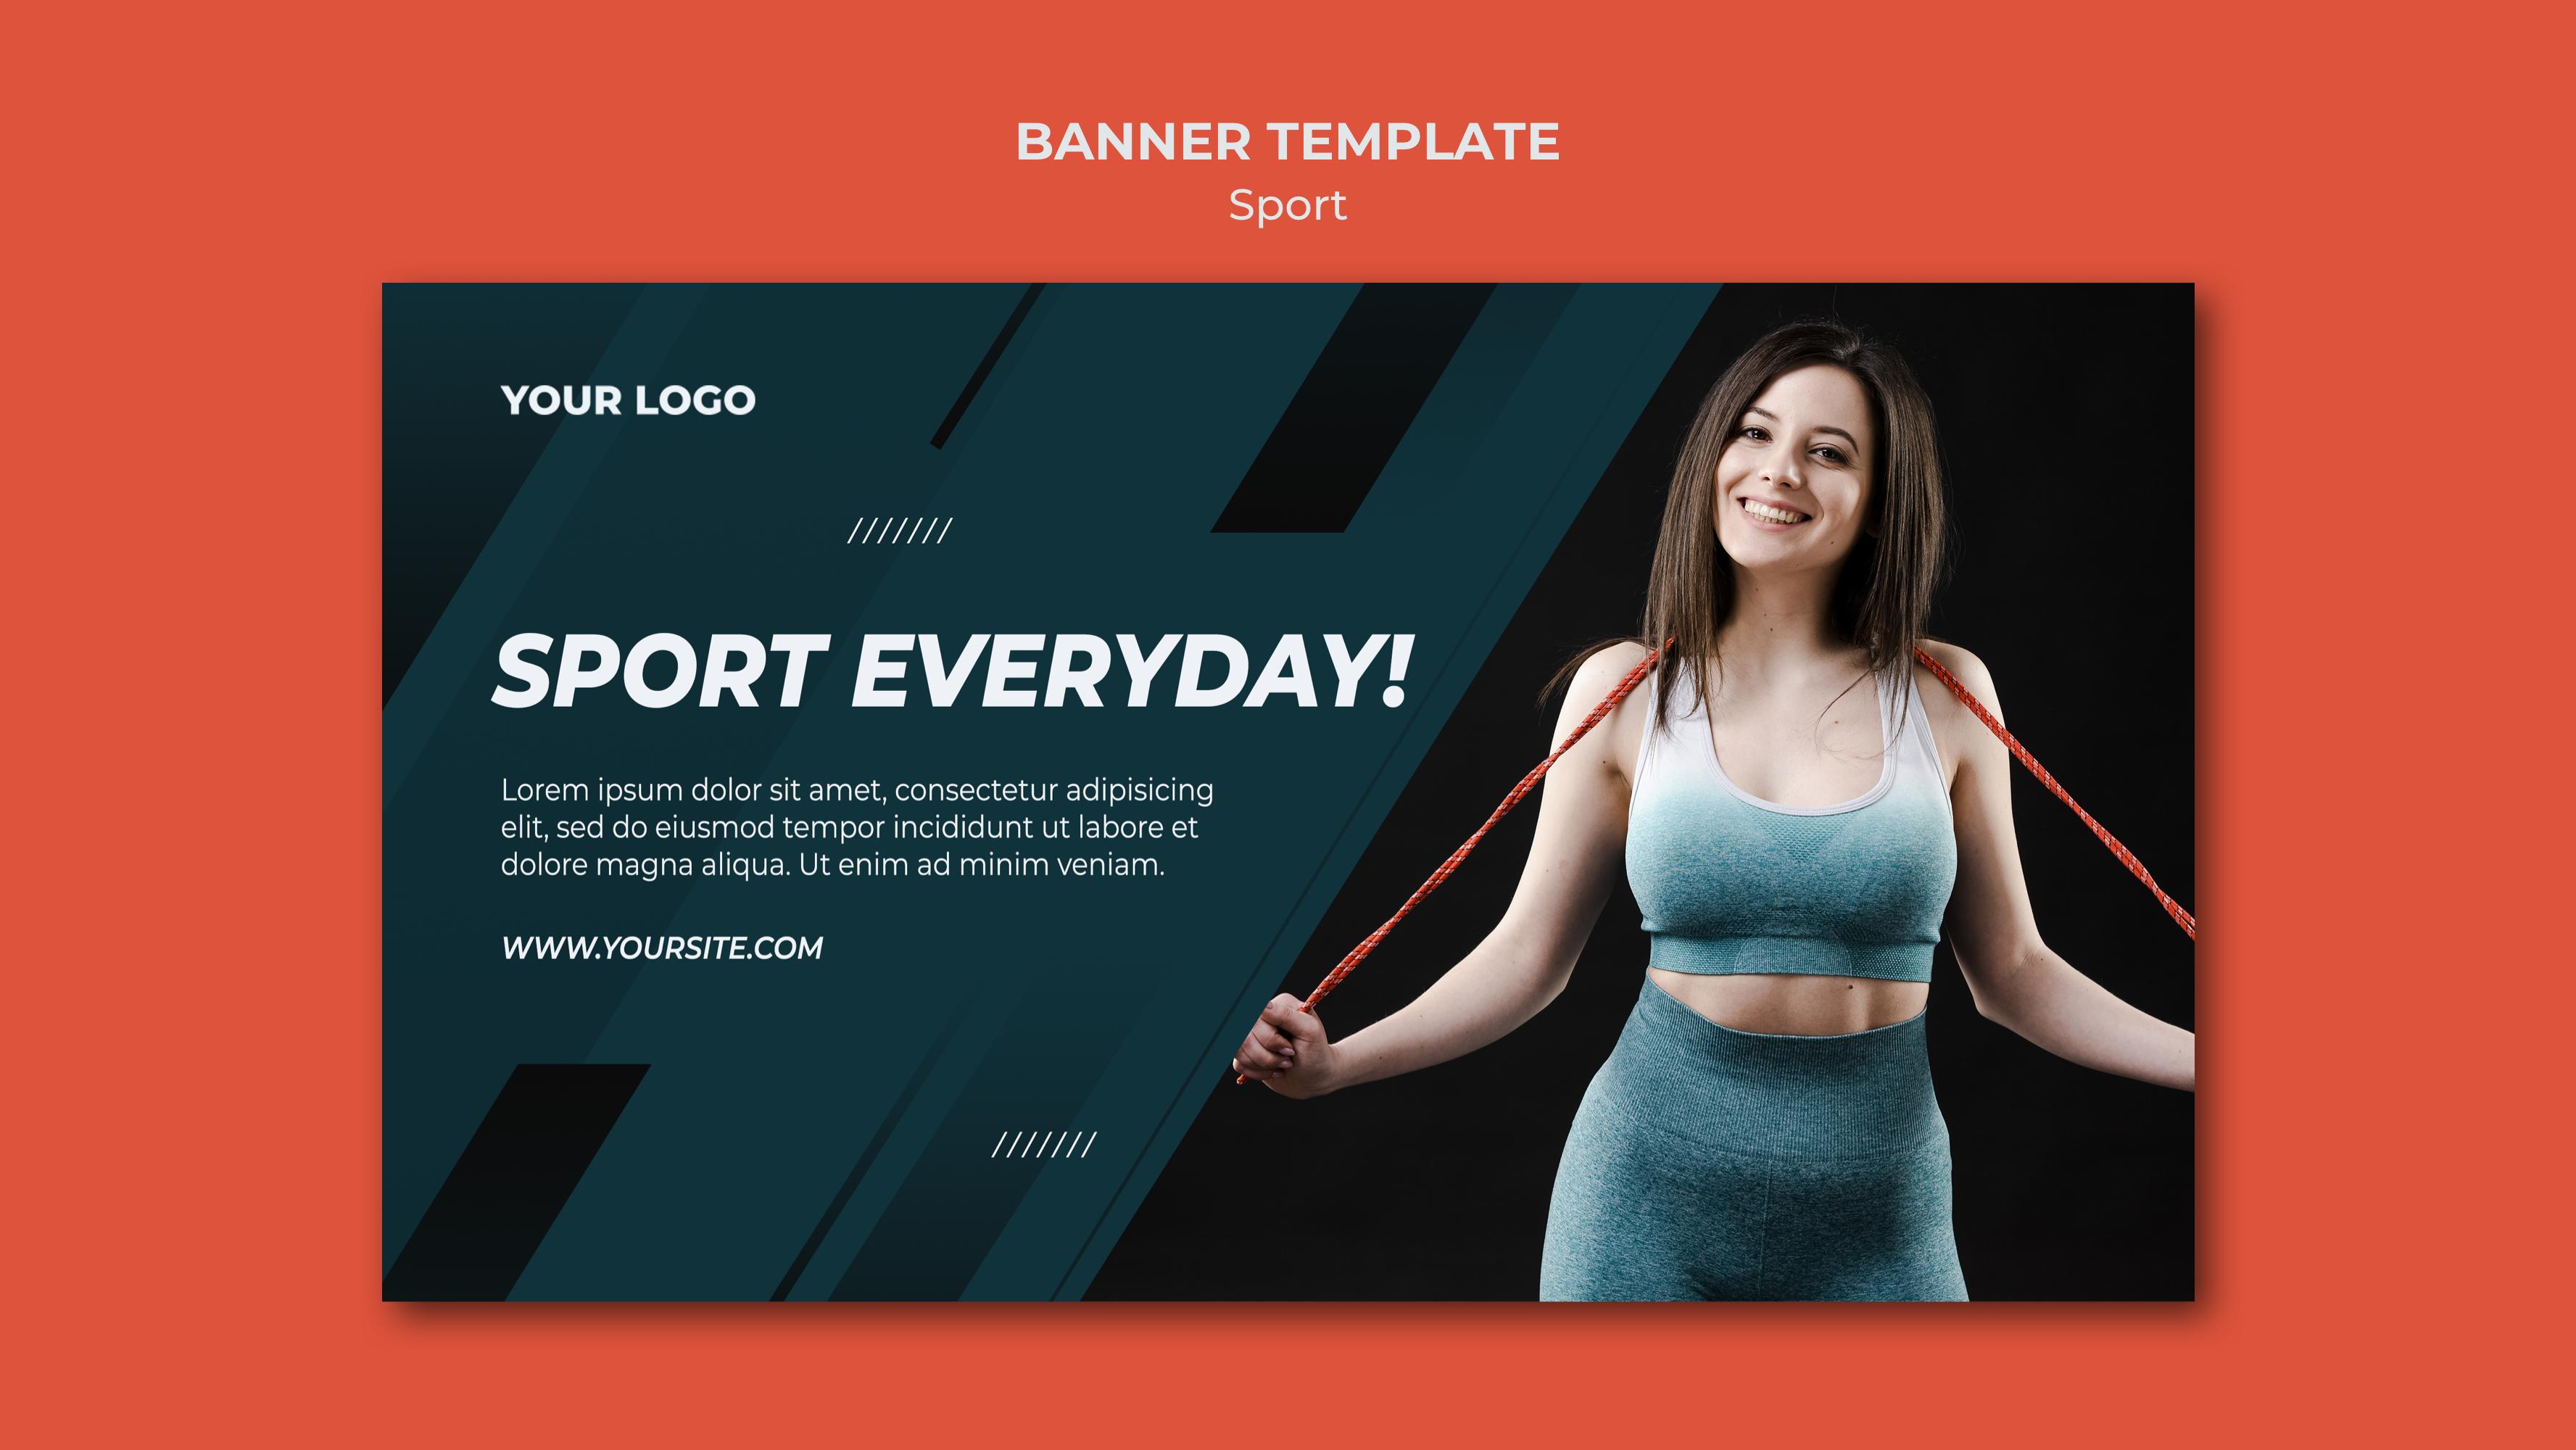 BANNER TEMPLATE
Sport
YOUR LOGO
///////
SPORT EVERYDAY!
Lorem ipsum dolor sit amet, consectetur adipisicing
elit, sed do eiusmod tempor incididunt ut labore et
dolore magna aliqua. Ut enim ad minim veniam.
WWW.YOURSITE.COM
///////